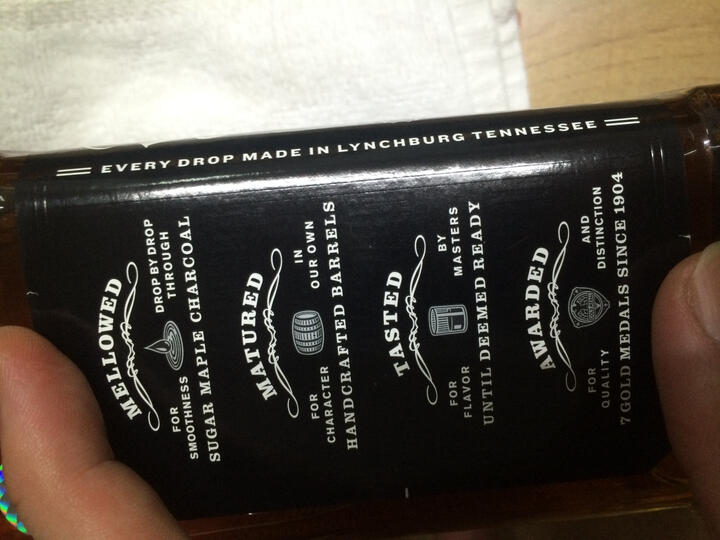 EVERY DROP MADE IN LYNCHBURG TENNESSEE
MELLOWED
FOR SMOOTHNESS
DROP BY DROP THROUGH
SUGAR MAPLE CHARCOAL
MATURED
FOR CHARACTER
IN OUR OWN
HANDCRAFTED BARRELS
TASTED
FOR FLAVOR
BY MASTERS
UNTIL DEEMED READY
AWARDED
FOR QUALITY
AND DISTINCTION
7 GOLD MEDALS SINCE 1904